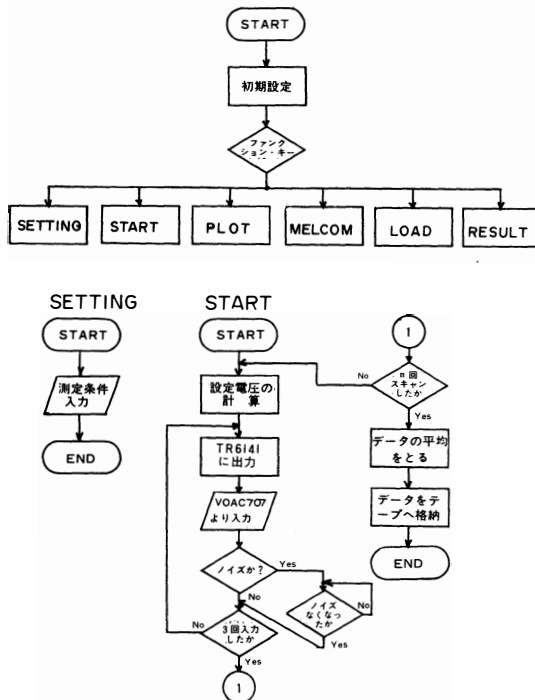 START
初期設定
ファンク
ション・キー
SETTING
START
PLOT
MELCOM
LOAD
RESULT
SETTING
START
測定条件
入力
END
START
START
設定電圧の
計算
TR6141
に出力
VOAC707
より入力
ノイズか?
Yes
No
ノイズ
なくなっ
たか
No
Yes
3回入力
したか
No
Yes
1
1
n回
スキャン
したか
No
Yes
データの平均
をとる
データをテ
ープへ格納
END